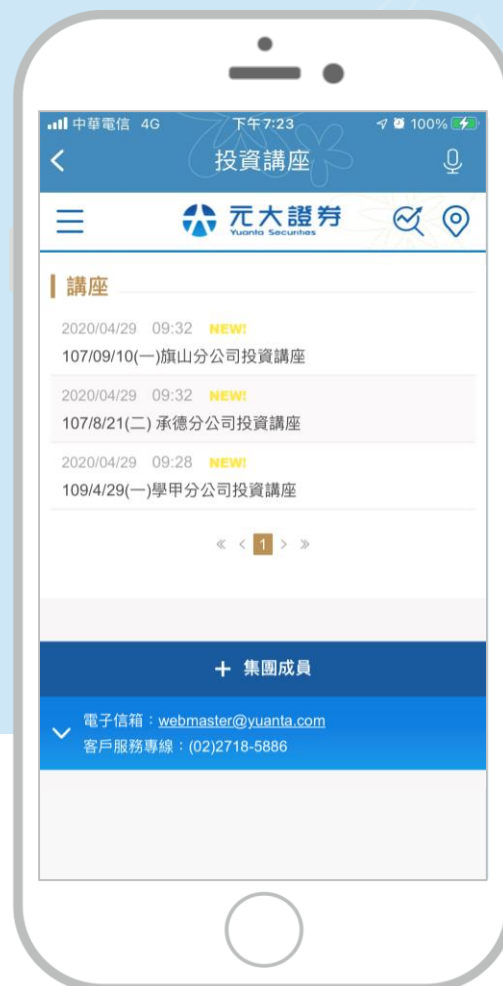 中華電信 4G 下午7:23 100%
投資講座
元大證券
Yuanta Securities
講座
2020/04/29 09:32 NEW!
107/09/10(一)旗山分公司投資講座
2020/04/29 09:32 NEW!
107/8/21(二) 承德分公司投資講座
2020/04/29 09:28 NEW!
109/4/29(一)學甲分公司投資講座
« < 1 > »
+ 集團成員
電子信箱：webmaster@yuanta.com
客戶服務專線：(02)2718-5886